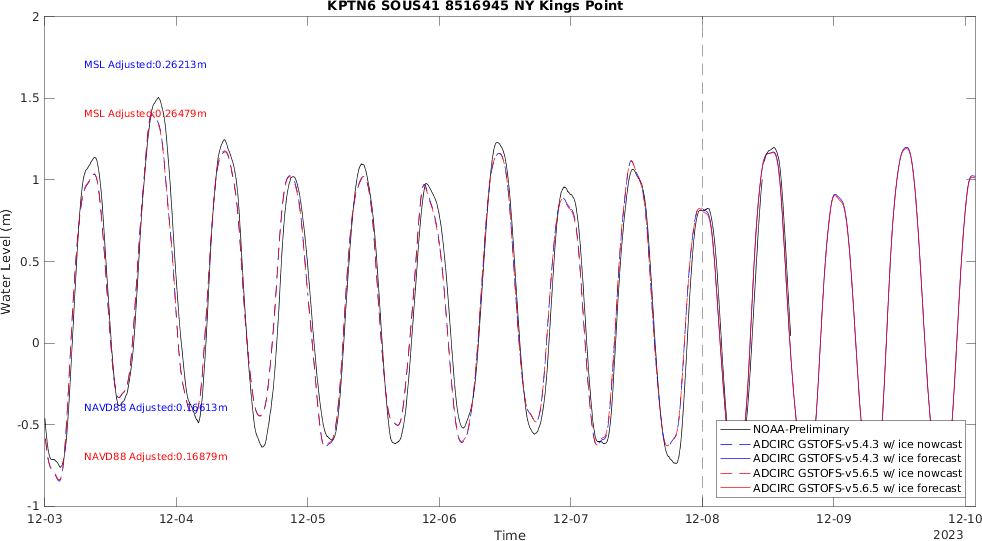 KPTN6 SOUS41 8516945 NY Kings Point
2
1.5
1
0.5
0
-0.5
-1
Water Level (m)
MSL Adjusted:0.26213m
MSL Adjusted:0.26479m
NAVD88 Adjusted:0.16613m
NAVD88 Adjusted:0.16879m
NOAA-Preliminary
ADCIRC GSTOFS-v5.4.3 w/ ice nowcast
ADCIRC GSTOFS-v5.4.3 w/ ice forecast
ADCIRC GSTOFS-v5.6.5 w/ ice nowcast
ADCIRC GSTOFS-v5.6.5 w/ ice forecast
12-03 12-04 12-05 12-06 12-07 12-08 12-09 12-10
Time
2023